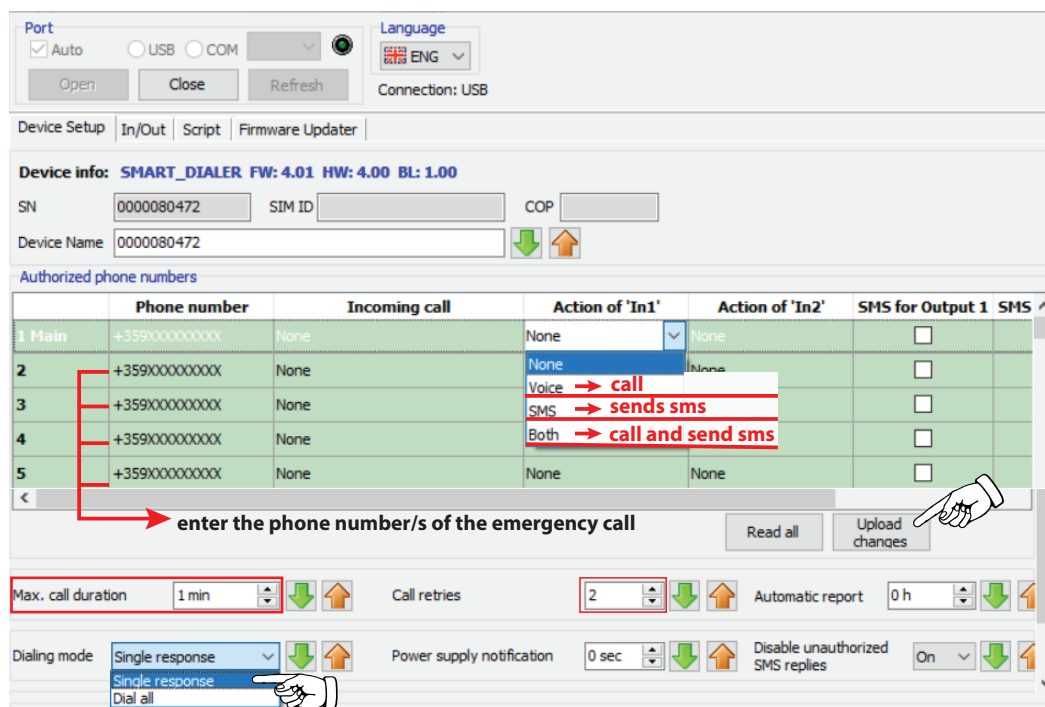 Port
Auto USB COM
Open Close Refresh
Language
ENG
Connection: USB
Device Setup In/Out Script Firmware Updater
Device info: SMART_DIALER FW: 4.01 HW: 4.00 BL: 1.00
SN 0000080472 SIM ID COP
Device Name 0000080472
Authorized phone numbers
Phone number Incoming call Action of 'In1' Action of 'In2' SMS for Output 1 SMS
1 Main +359XXXXXXXXX None None None
2 +359XXXXXXXXX None None None
Voice call
3 +359XXXXXXXXX None SMS sends sms
4 +359XXXXXXXXX None Both call and send sms
5 +359XXXXXXXXX None None None
enter the phone number/s of the emergency call
Read all Upload changes
Max. call duration 1 min Call retries 2 Automatic report 0 h
Dialing mode Single response Power supply notification 0 sec Disable unauthorized SMS replies On
Single response
Dial all